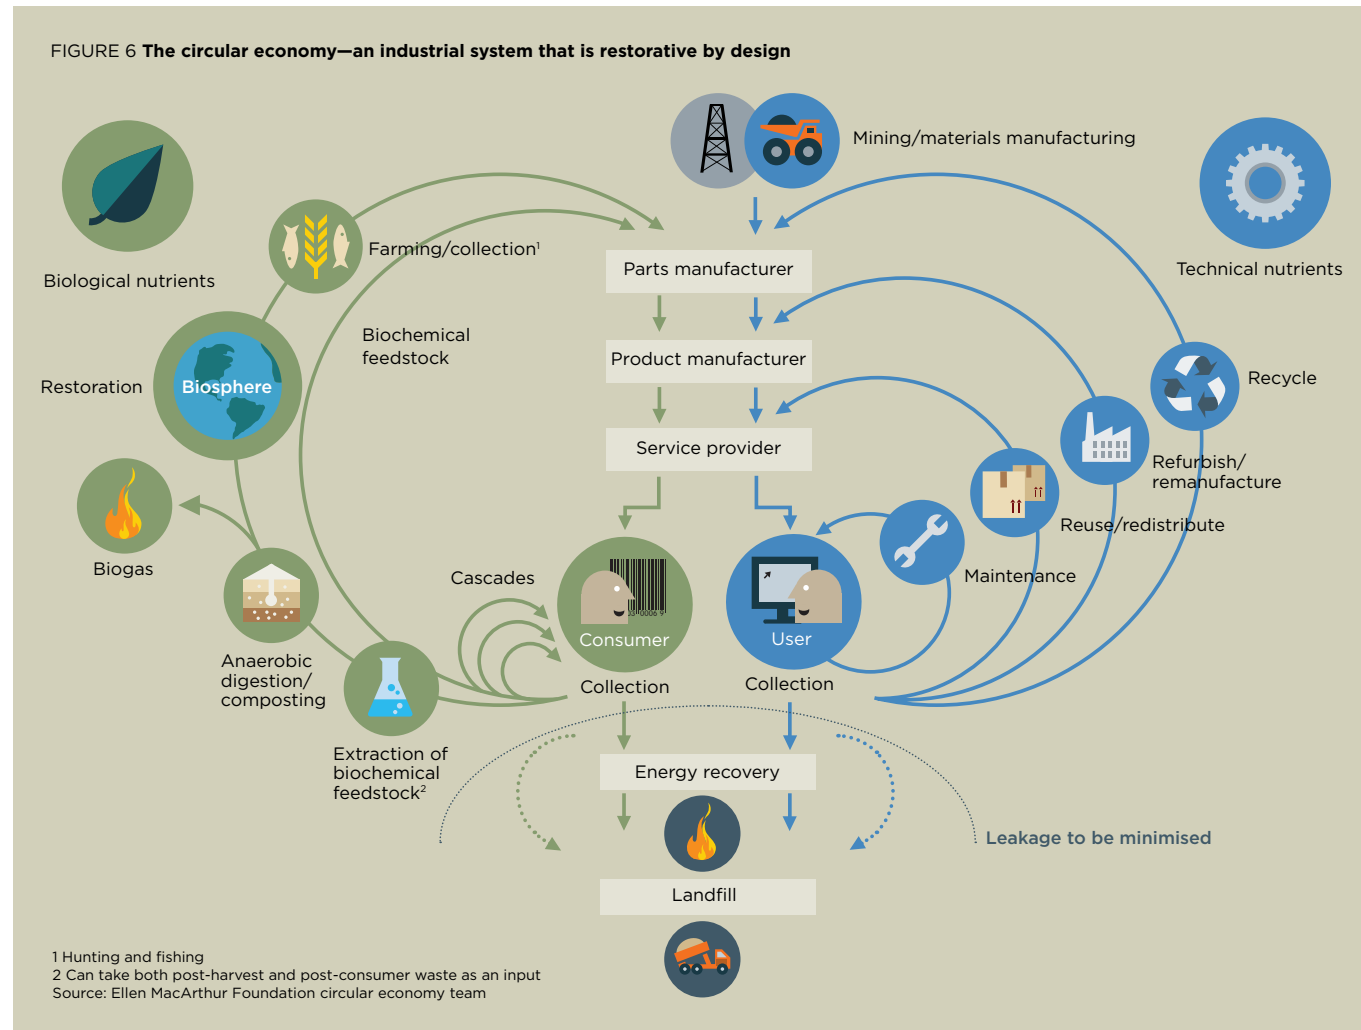 FIGURE 6 The circular economy—an industrial system that is restorative by design
Mining/materials manufacturing
Biological nutrients
Technical nutrients
Farming/collection¹
Parts manufacturer
Biochemical
feedstock
Product manufacturer
Restoration
Biosphere
Recycle
Service provider
Refurbish/
remanufacture
Reuse/redistribute
Biogas
Cascades
Maintenance
Consumer
User
Collection
Collection
Anaerobic
digestion/
composting
Extraction of
biochemical
feedstock²
Energy recovery
Leakage to be minimised
Landfill
1 Hunting and fishing
2 Can take both post-harvest and post-consumer waste as an input
Source: Ellen MacArthur Foundation circular economy team